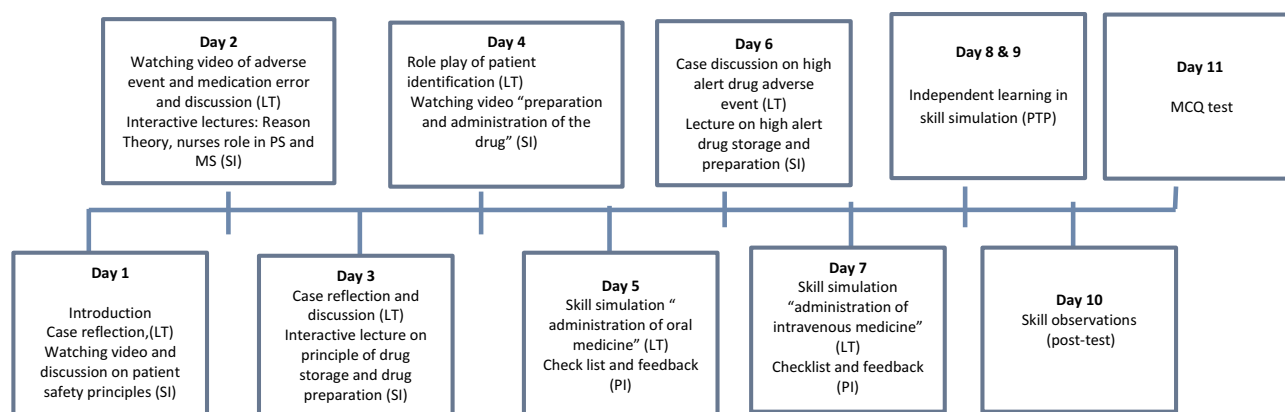 Day 2
Watching video of adverse
event and medication error
and discussion (LT)
Interactive lectures: Reason
Theory, nurses role in PS and
MS (SI)
Day 4
Role play of patient
identification (LT)
Watching video “preparation
and administration of the
drug” (SI)
Day 6
Case discussion on high
alert drug adverse
event (LT)
Lecture on high alert
drug storage and
preparation (SI)
Day 8 & 9
Independent learning in
skill simulation (PTP)
Day 11
MCQ test
Day 1
Introduction
Case reflection,(LT)
Watching video and
discussion on patient
safety principles (SI)
Day 3
Case reflection and
discussion (LT)
Interactive lecture on
principle of drug
storage and drug
preparation (SI)
Day 5
Skill simulation “
administration of oral
medicine” (LT)
Check list and feedback
(PI)
Day 7
Skill simulation
“administration of
intravenous medicine”
(LT)
Checklist and feedback
(PI)
Day 10
Skill observations
(post-test)